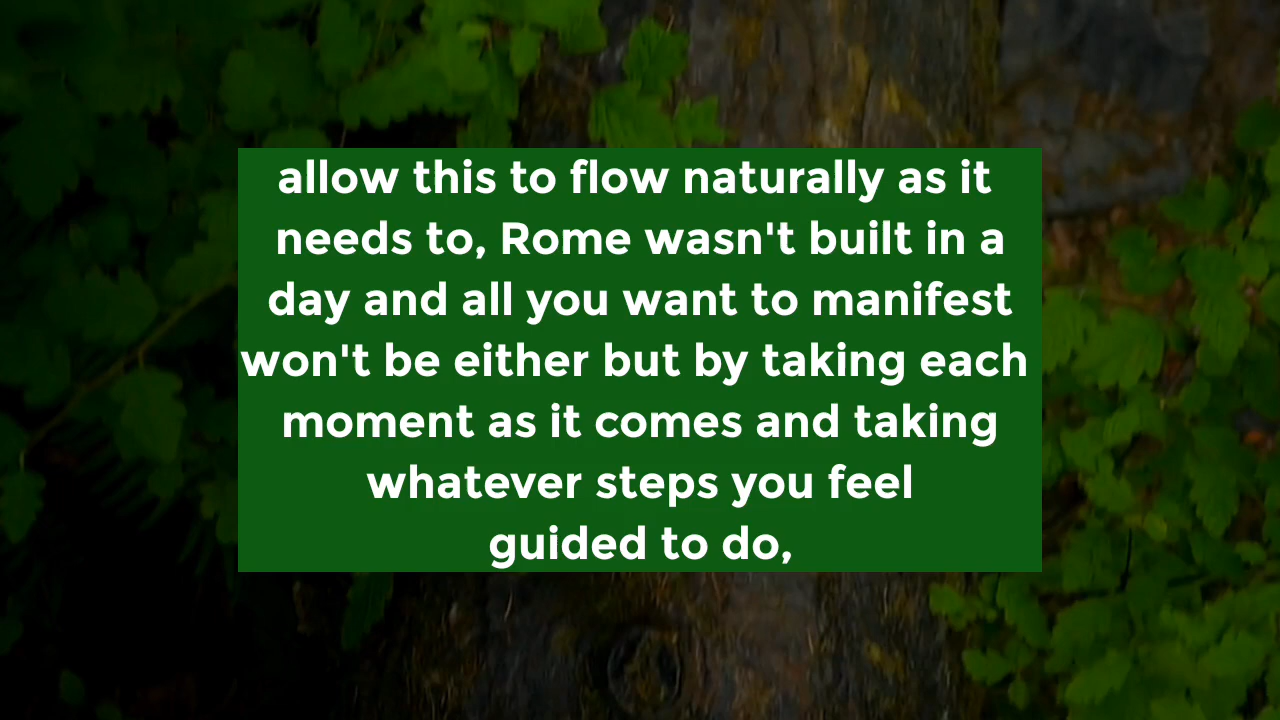 allow this to flow naturally as it
needs to, Rome wasn't built in a
day and all you want to manifest
won't be either but by taking each
moment as it comes and taking
whatever steps you feel
guided to do,